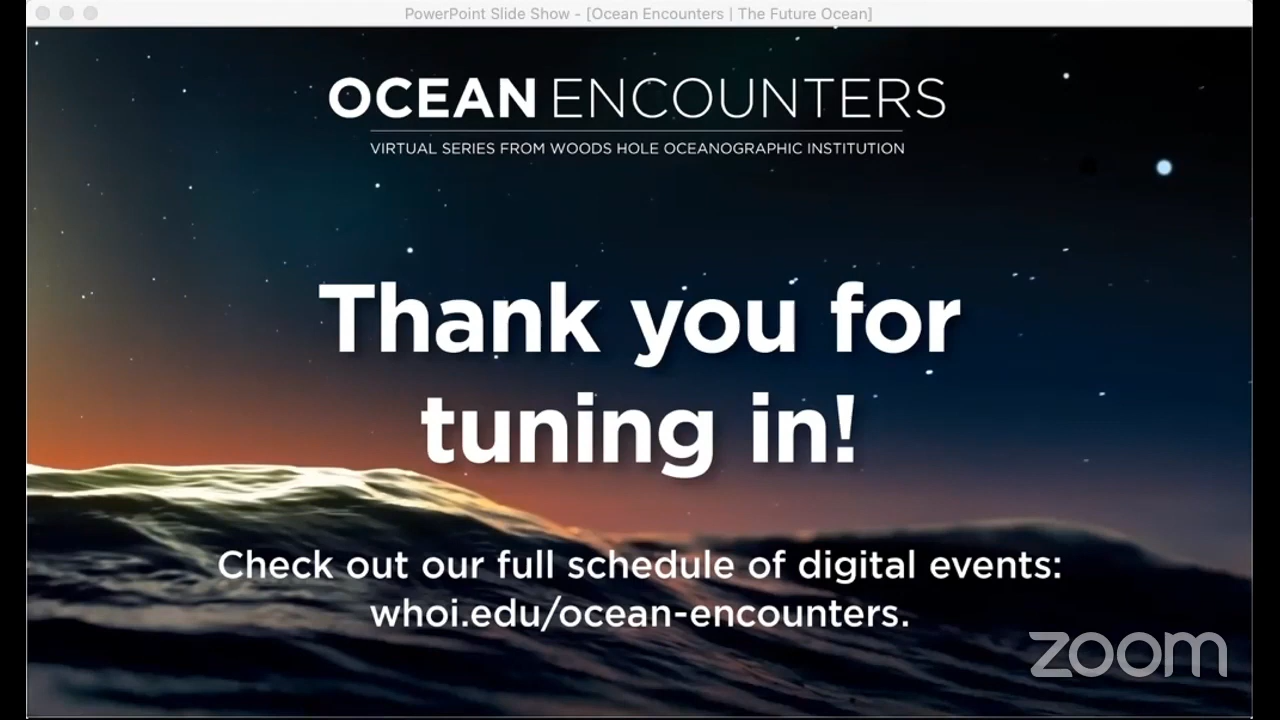 PowerPoint Slide Show - [Ocean Encounters | The Future Ocean]
OCEAN ENCOUNTERS
VIRTUAL SERIES FROM WOODS HOLE OCEANOGRAPHIC INSTITUTION
Thank you for
tuning in!
Check out our full schedule of digital events:
whoi.edu/ocean-encounters.
zoom